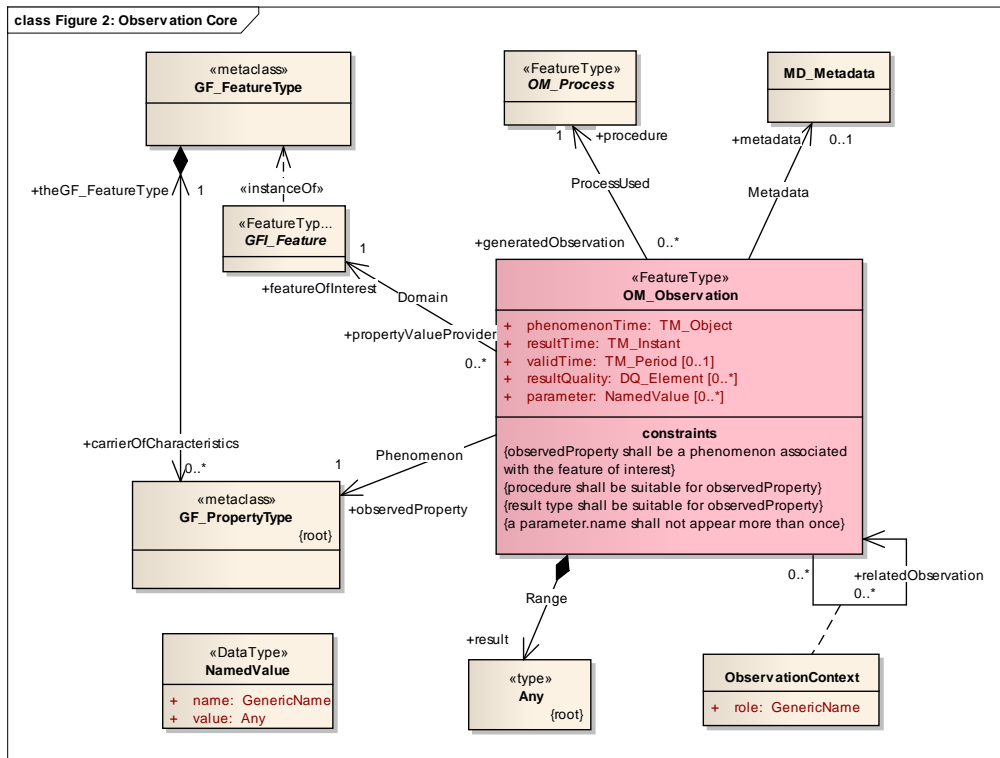 class Figure 2: Observation Core
«metaclass»
GF_FeatureType
«FeatureType»
OM_Process
MD_Metadata
1
+procedure
+metadata
0..1
+theGF_FeatureType
1
«instanceOf»
ProcessUsed
Metadata
«FeatureTyp...
GFI_Feature
1
+generatedObservation
0..*
+featureOfInterest
Domain
+propertyValueProvider
0..*
«FeatureType»
OM_Observation
+ phenomenonTime: TM_Object
+ resultTime: TM_Instant
+ validTime: TM_Period [0..1]
+ resultQuality: DQ_Element [0..*]
+ parameter: NamedValue [0..*]
constraints
{observedProperty shall be a phenomenon associated
with the feature of interest}
{procedure shall be suitable for observedProperty}
{result type shall be suitable for observedProperty}
{a parameter.name shall not appear more than once}
+carrierOfCharacteristics
0..*
Phenomenon
1
+observedProperty
«metaclass»
GF_PropertyType
{root}
0..*
+relatedObservation
0..*
Range
+result
«DataType»
NamedValue
+ name: GenericName
+ value: Any
«type»
Any
{root}
ObservationContext
+ role: GenericName